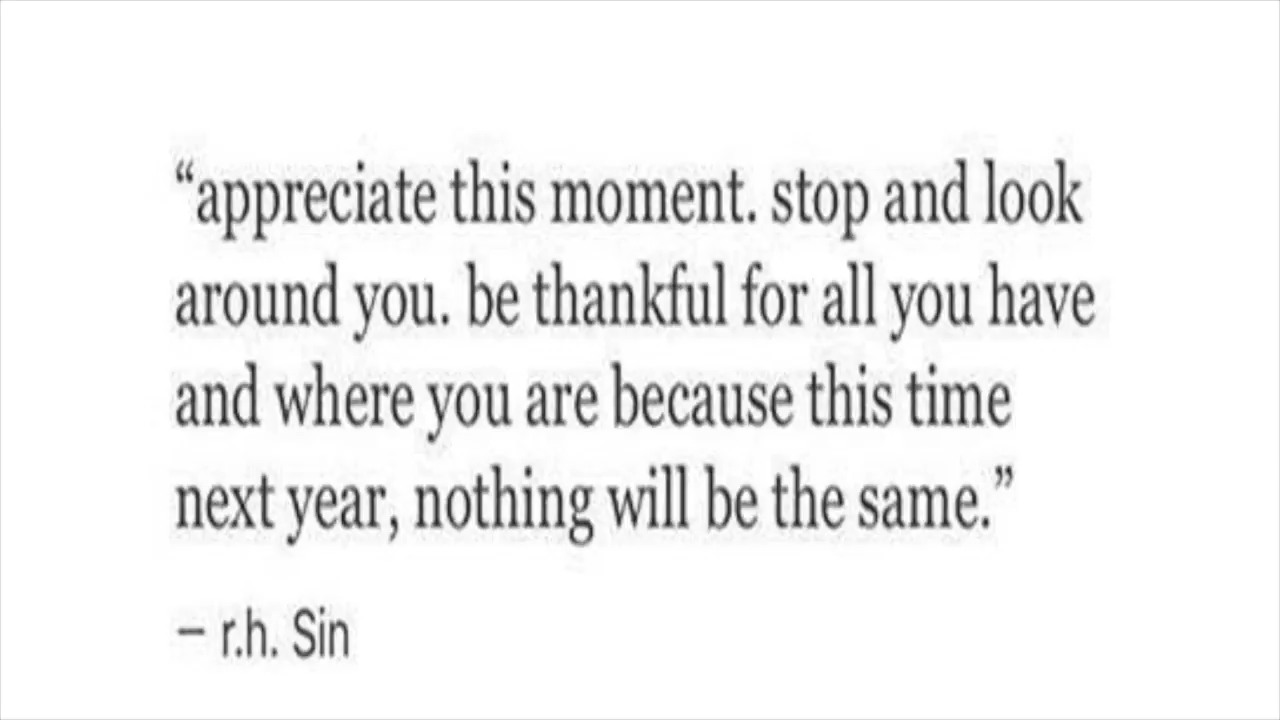 “appreciate this moment. stop and look
around you. be thankful for all you have
and where you are because this time
next year, nothing will be the same.”
– r.h. Sin